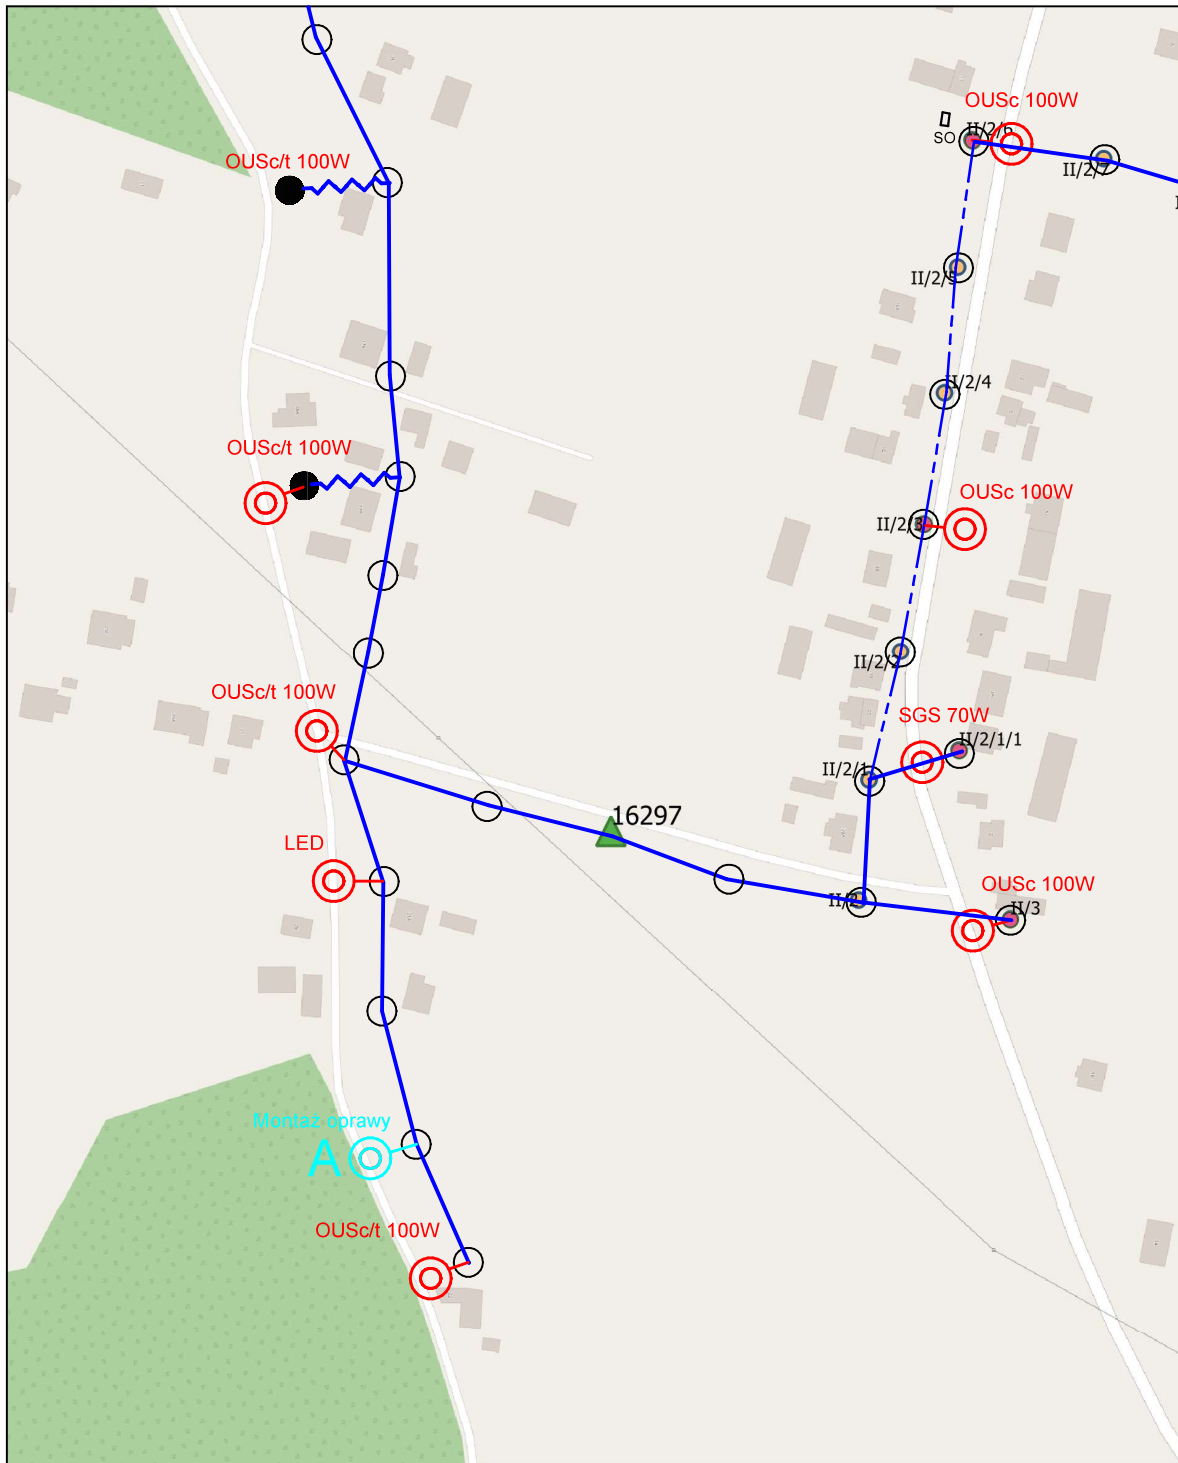 OUSc 100W
II/2/6
SO
OUSc/t 100W
II/2/7
II/2/5
II/2/4
OUSc/t 100W
OUSc 100W
II/2/3
II/2/2
OUSc/t 100W
SGS 70W
II/2/1/1
II/2/1
16297
LED
OUSc 100W
II/2
II/3
Montaż oprawy
A
OUSc/t 100W